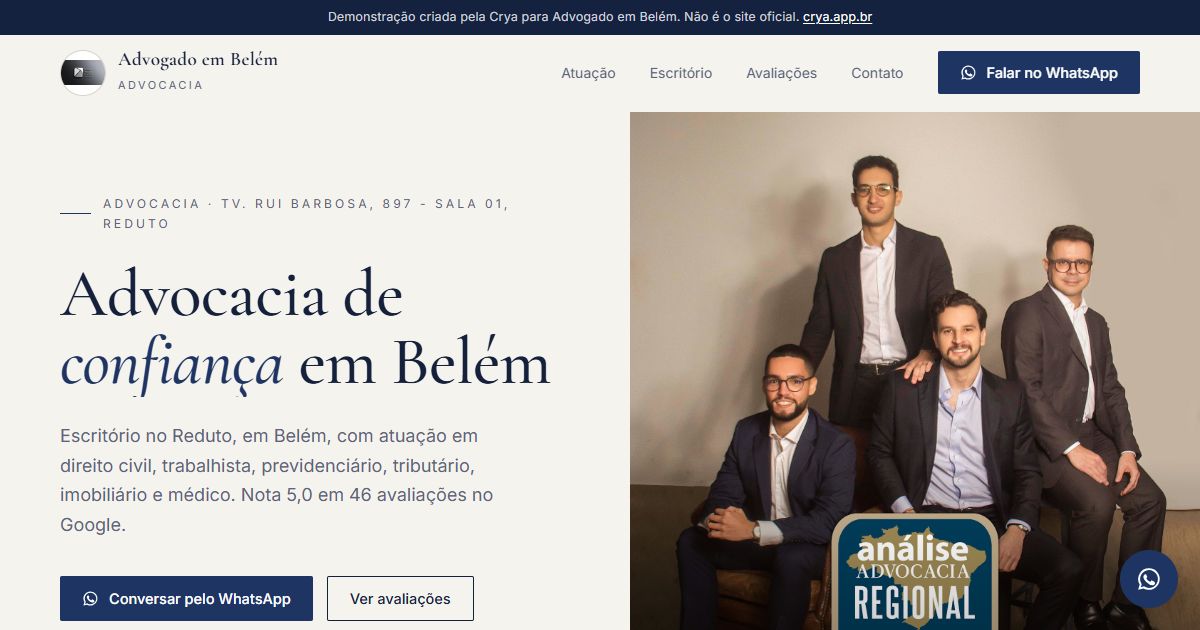 Demonstração criada pela Crya para Advogado em Belém. Não é o site oficial. crya.app.br
Advogado em Belém
ADVOCACIA
Atuação
Escritório
Avaliações
Contato
Falar no WhatsApp
ADVOCACIA · TV. RUI BARBOSA, 897 - SALA 01,
REDUTO
Advocacia de
confiança em Belém
Escritório no Reduto, em Belém, com atuação em
direito civil, trabalhista, previdenciário, tributário,
imobiliário e médico. Nota 5,0 em 46 avaliações no
Google.
Conversar pelo WhatsApp
Ver avaliações
análise
ADVOCACIA
REGIONAL